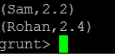 (Sam,2.2)
(Rohan,2.4)
grunt>